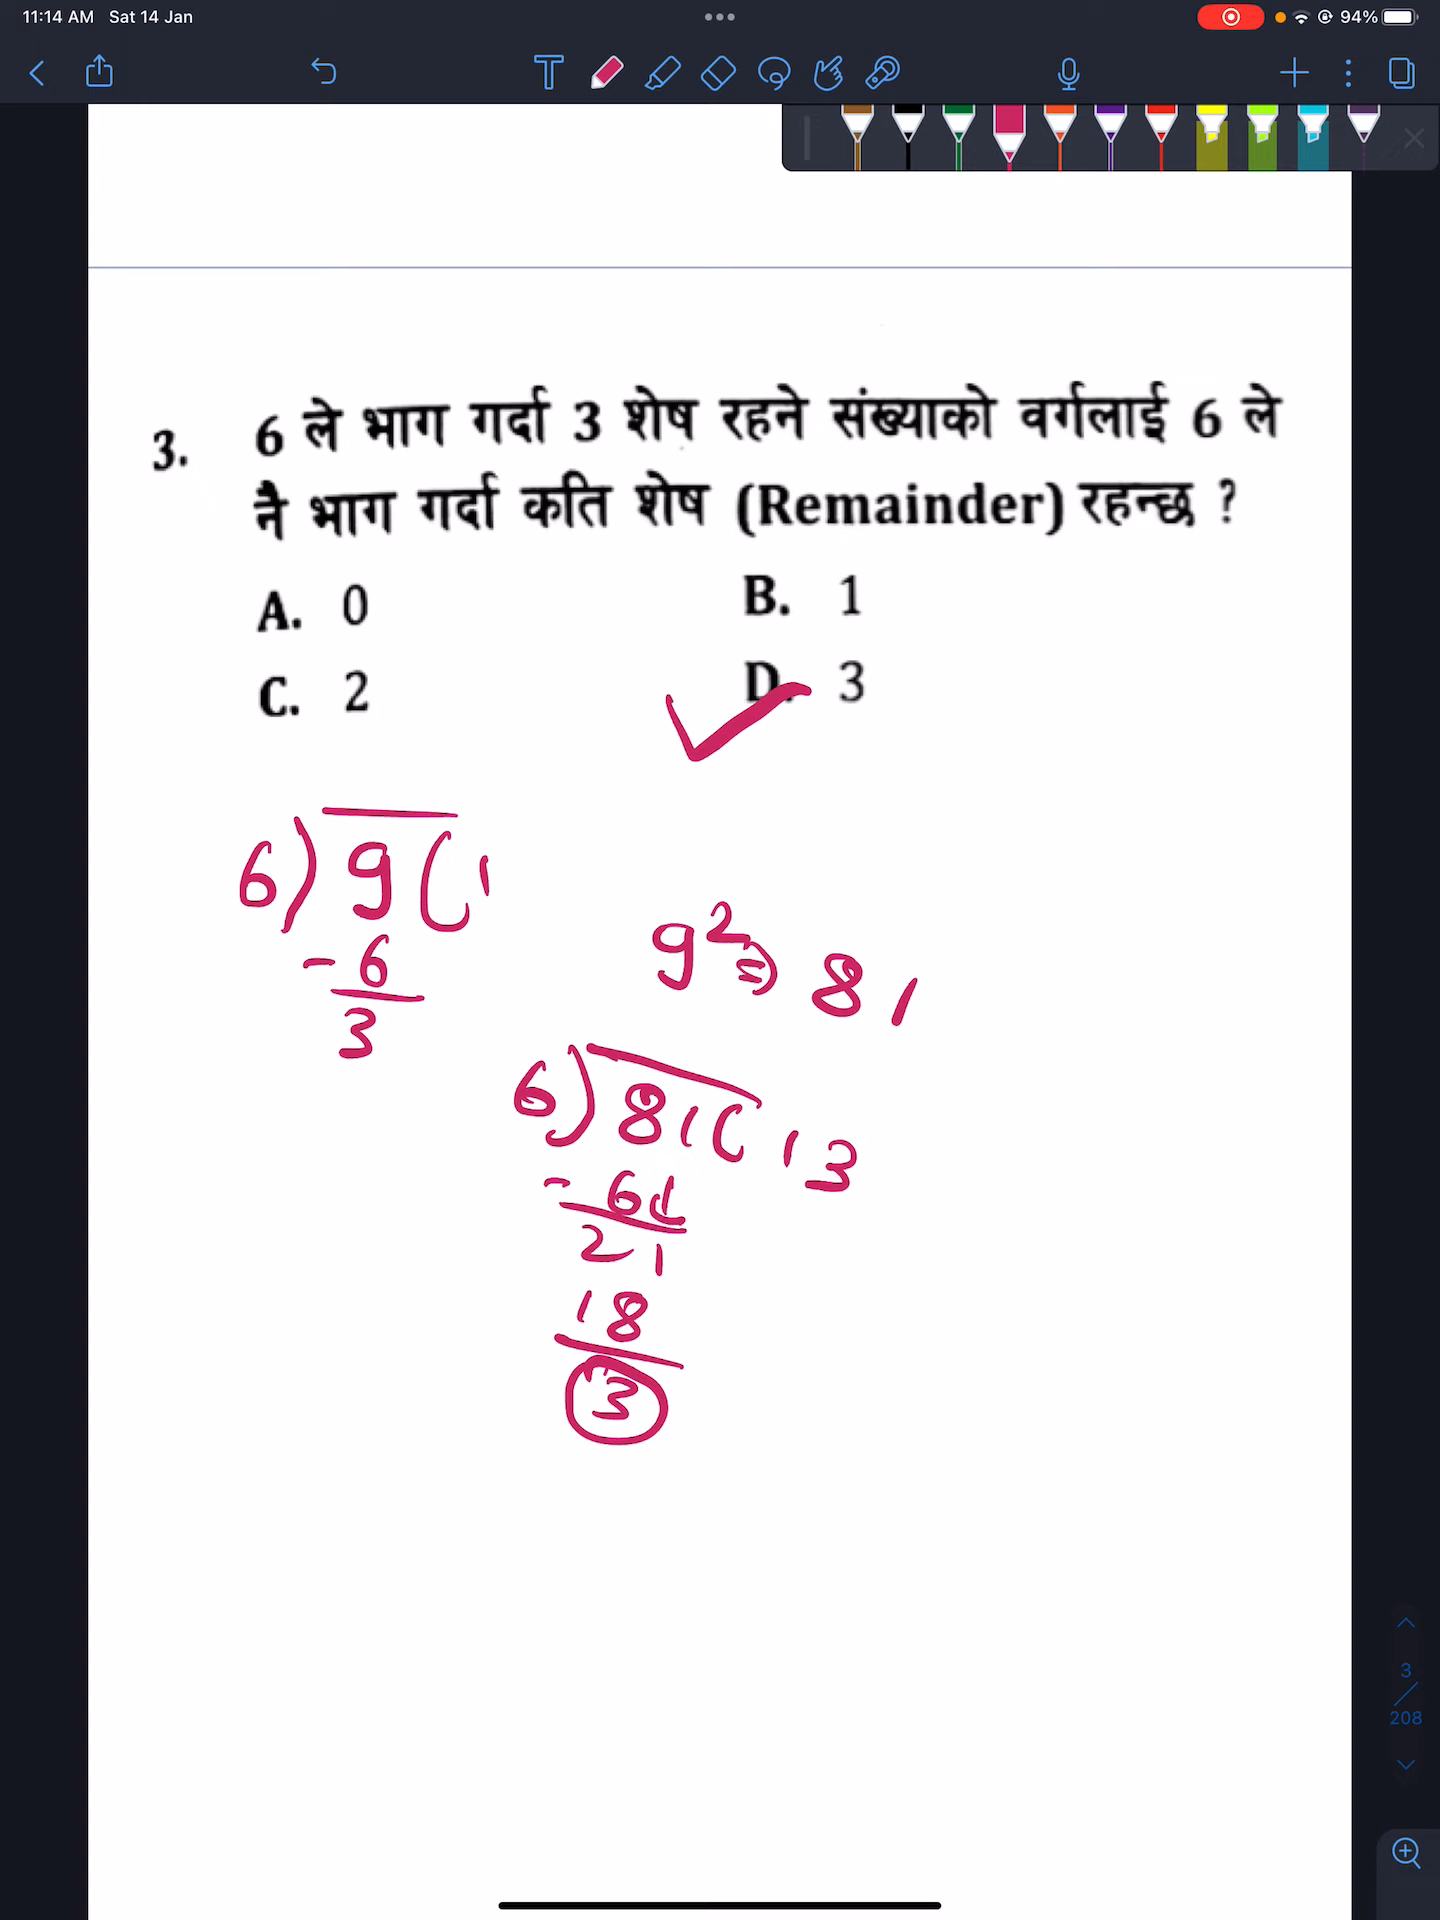 11:14 AM Sat 14 Jan
94%
3. 6 ले भाग गर्दा 3 शेष रहने संख्याको वर्गलाई 6 ले
नै भाग गर्दा कति शेष (Remainder) रहन्छ ?
A. 0 B. 1
C. 2 D. 3
6) 9 ( 1
- 6
3
9² ⇒ 81
6) 81 ( 13
- 6↓
21
18
3
3
/
208